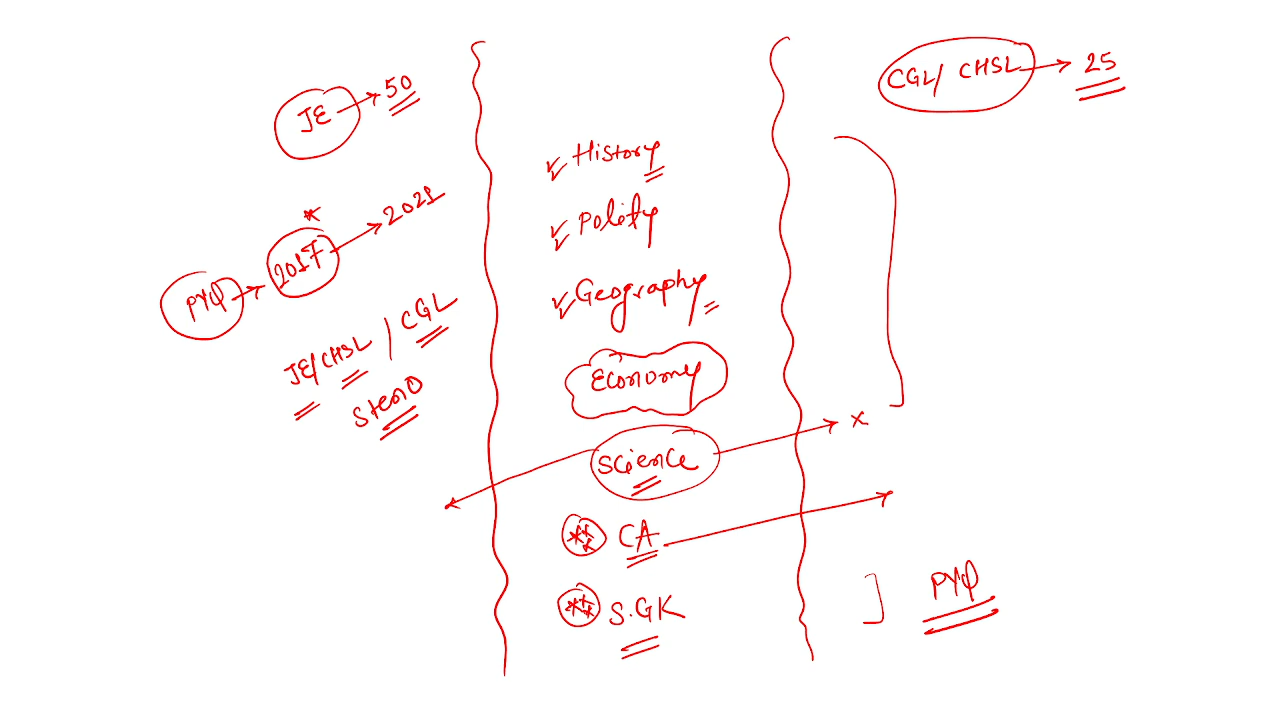 JE → 50
PYQ → 2017 → 2021
*
JE/CHSL / CGL
Steno
History
Polity
Geography
Economy
Science
CA
S.GK
CGL/ CHSL → 25
x
PYQ